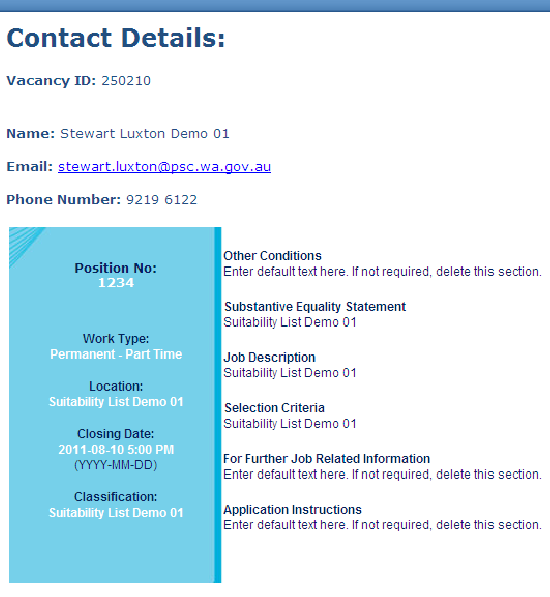 Contact Details:
Vacancy ID: 250210
Name: Stewart Luxton Demo 01
Email: stewart.luxton@psc.wa.gov.au
Phone Number: 9219 6122
Position No:
1234
Work Type:
Permanent - Part Time
Location:
Suitability List Demo 01
Closing Date:
2011-08-10 5:00 PM
(YYYY-MM-DD)
Classification:
Suitability List Demo 01
Other Conditions
Enter default text here. If not required, delete this section.
Substantive Equality Statement
Suitability List Demo 01
Job Description
Suitability List Demo 01
Selection Criteria
Suitability List Demo 01
For Further Job Related Information
Enter default text here. If not required, delete this section.
Application Instructions
Enter default text here. If not required, delete this section.